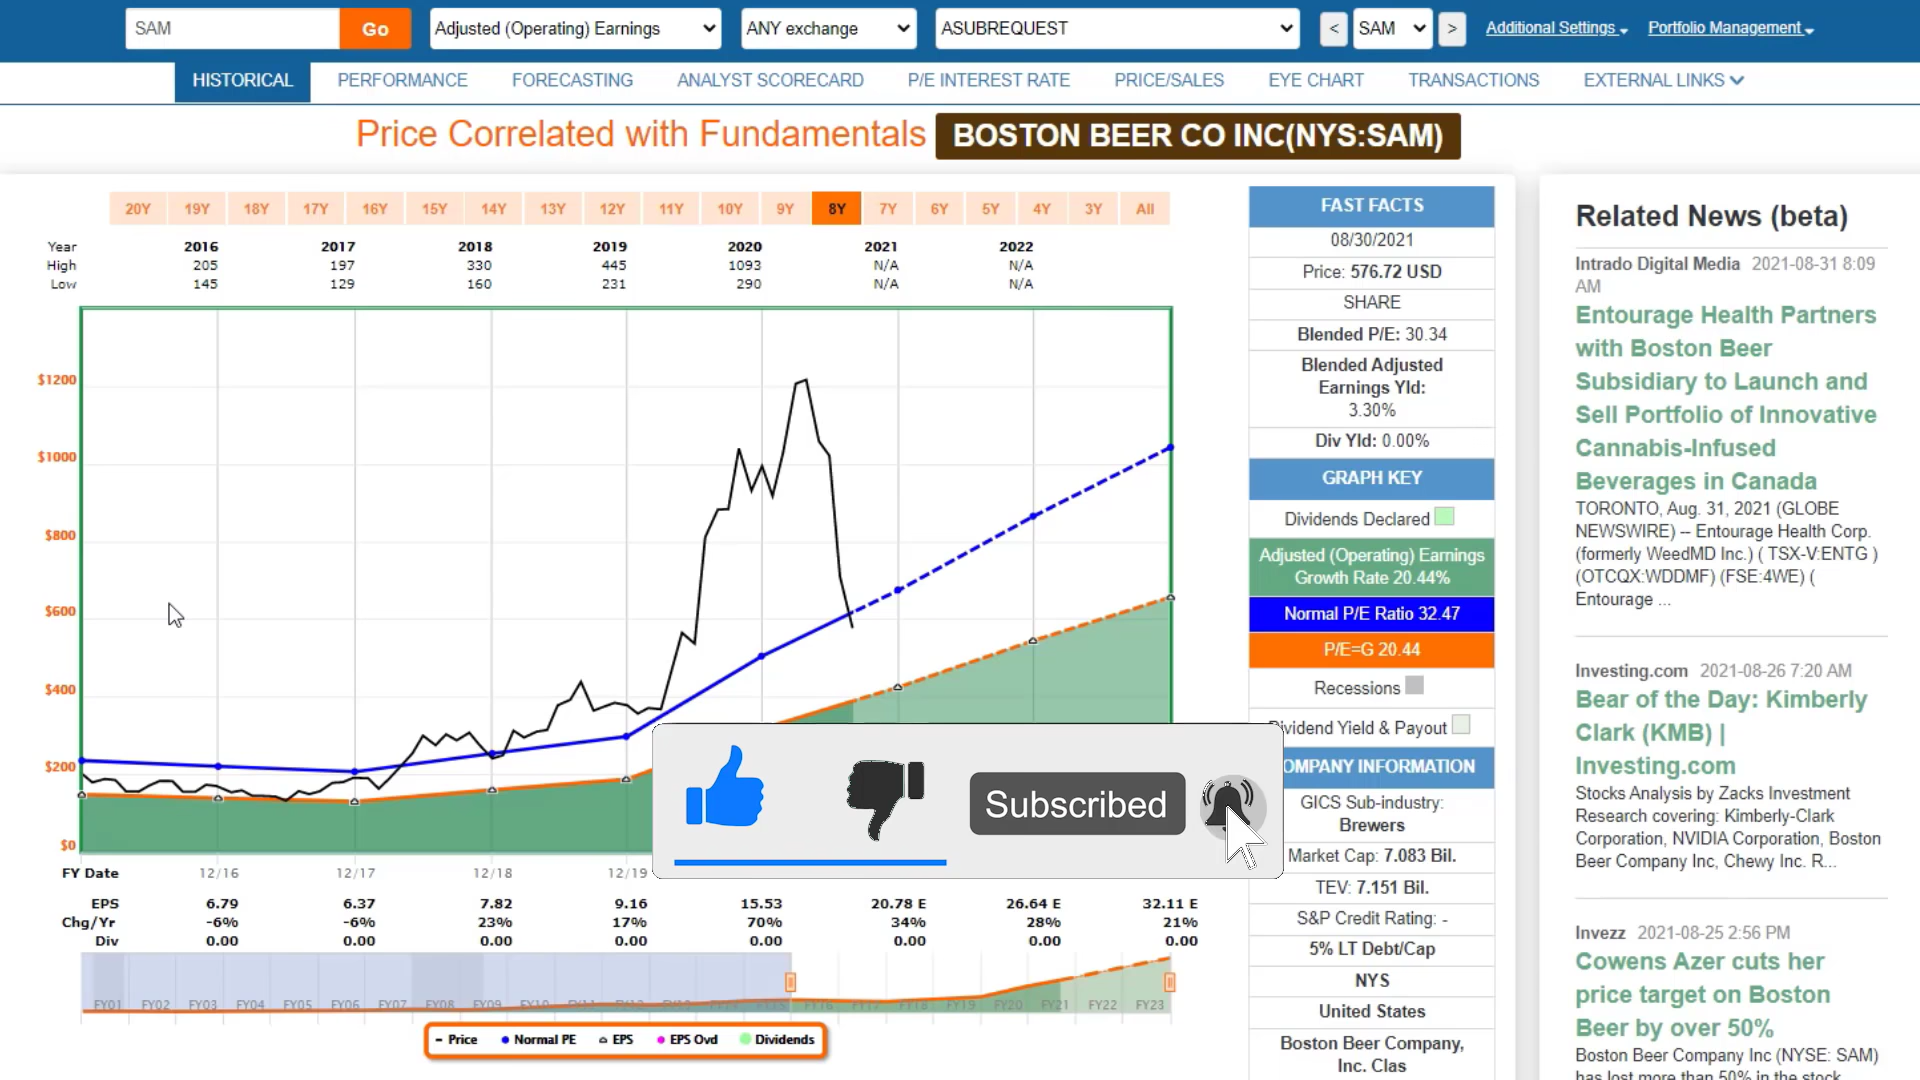 SAM Go Adjusted (Operating) Earnings ANY exchange ASUBREQUEST < SAM > Additional Settings Portfolio Management
HISTORICAL PERFORMANCE FORECASTING ANALYST SCORECARD P/E INTEREST RATE PRICE/SALES EYE CHART TRANSACTIONS EXTERNAL LINKS
Price Correlated with Fundamentals BOSTON BEER CO INC(NYS:SAM)
20Y 19Y 18Y 17Y 16Y 15Y 14Y 13Y 12Y 11Y 10Y 9Y 8Y 7Y 6Y 5Y 4Y 3Y All
Year 2016 2017 2018 2019 2020 2021 2022
High 205 197 330 445 1093 N/A N/A
Low 145 129 160 231 290 N/A N/A
$1200
$1000
$800
$600
$400
$200
$0
FY Date 12/16 12/17 12/18 12/19
EPS 6.79 6.37 7.82 9.16 15.53 20.78 E 26.64 E 32.11 E
Chg/Yr -6% -6% 23% 17% 70% 34% 28% 21%
Div 0.00 0.00 0.00 0.00 0.00 0.00 0.00 0.00
FY01 FY02 FY03 FY04 FY05 FY06 FY07 FY08 FY09 FY10 FY18 FY19 FY20 FY21 FY22 FY23
Price Normal PE EPS EPS Ovd Dividends
Subscribed
FAST FACTS
08/30/2021
Price: 576.72 USD
SHARE
Blended P/E: 30.34
Blended Adjusted
Earnings Yld:
3.30%
Div Yld: 0.00%
GRAPH KEY
Dividends Declared
Adjusted (Operating) Earnings
Growth Rate 20.44%
Normal P/E Ratio 32.47
P/E=G 20.44
Recessions
Dividend Yield & Payout
OMPANY INFORMATION
GICS Sub-industry:
Brewers
Market Cap: 7.083 Bil.
TEV: 7.151 Bil.
S&P Credit Rating: -
5% LT Debt/Cap
NYS
United States
Boston Beer Company,
Inc. Clas
Related News (beta)
Intrado Digital Media 2021-08-31 8:09
AM
Entourage Health Partners
with Boston Beer
Subsidiary to Launch and
Sell Portfolio of Innovative
Cannabis-Infused
Beverages in Canada
TORONTO, Aug. 31, 2021 (GLOBE
NEWSWIRE) -- Entourage Health Corp.
(formerly WeedMD Inc.) ( TSX-V:ENTG )
(OTCQX:WDDMF) (FSE:4WE) (
Entourage ...
Investing.com 2021-08-26 7:20 AM
Bear of the Day: Kimberly
Clark (KMB) |
Investing.com
Stocks Analysis by Zacks Investment
Research covering: Kimberly-Clark
Corporation, NVIDIA Corporation, Boston
Beer Company Inc, Chewy Inc. R...
Invezz 2021-08-25 2:56 PM
Cowens Azer cuts her
price target on Boston
Beer by over 50%
Boston Beer Company Inc (NYSE: SAM)
has lost more than 50% in the stock